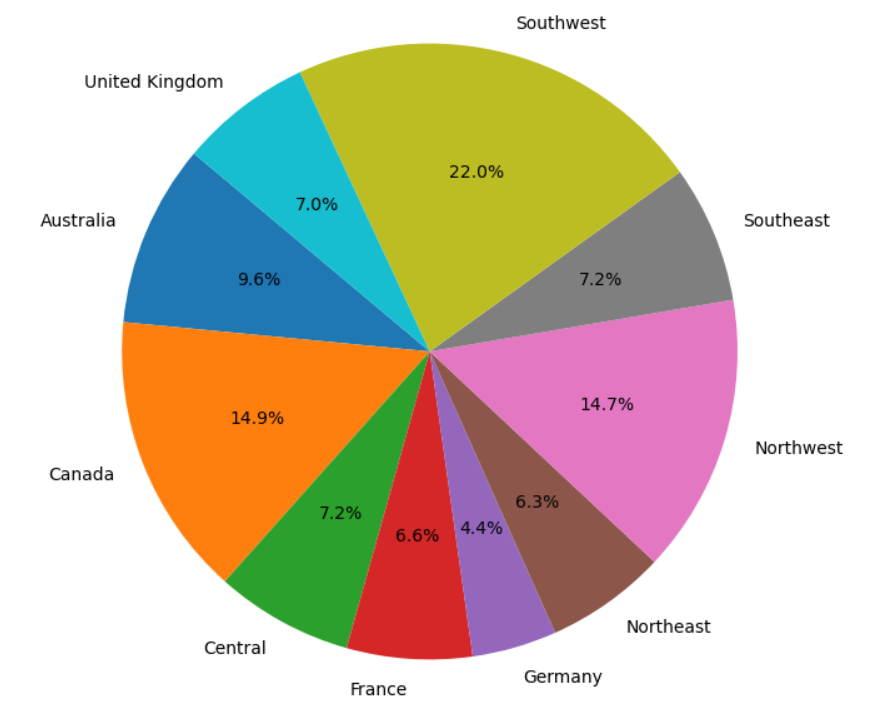 Southwest
United Kingdom
22.0%
7.0%
Australia
Southeast
9.6%
7.2%
14.9%
14.7%
Canada
Northwest
7.2%
6.3%
6.6%
4.4%
Central
Northeast
France
Germany